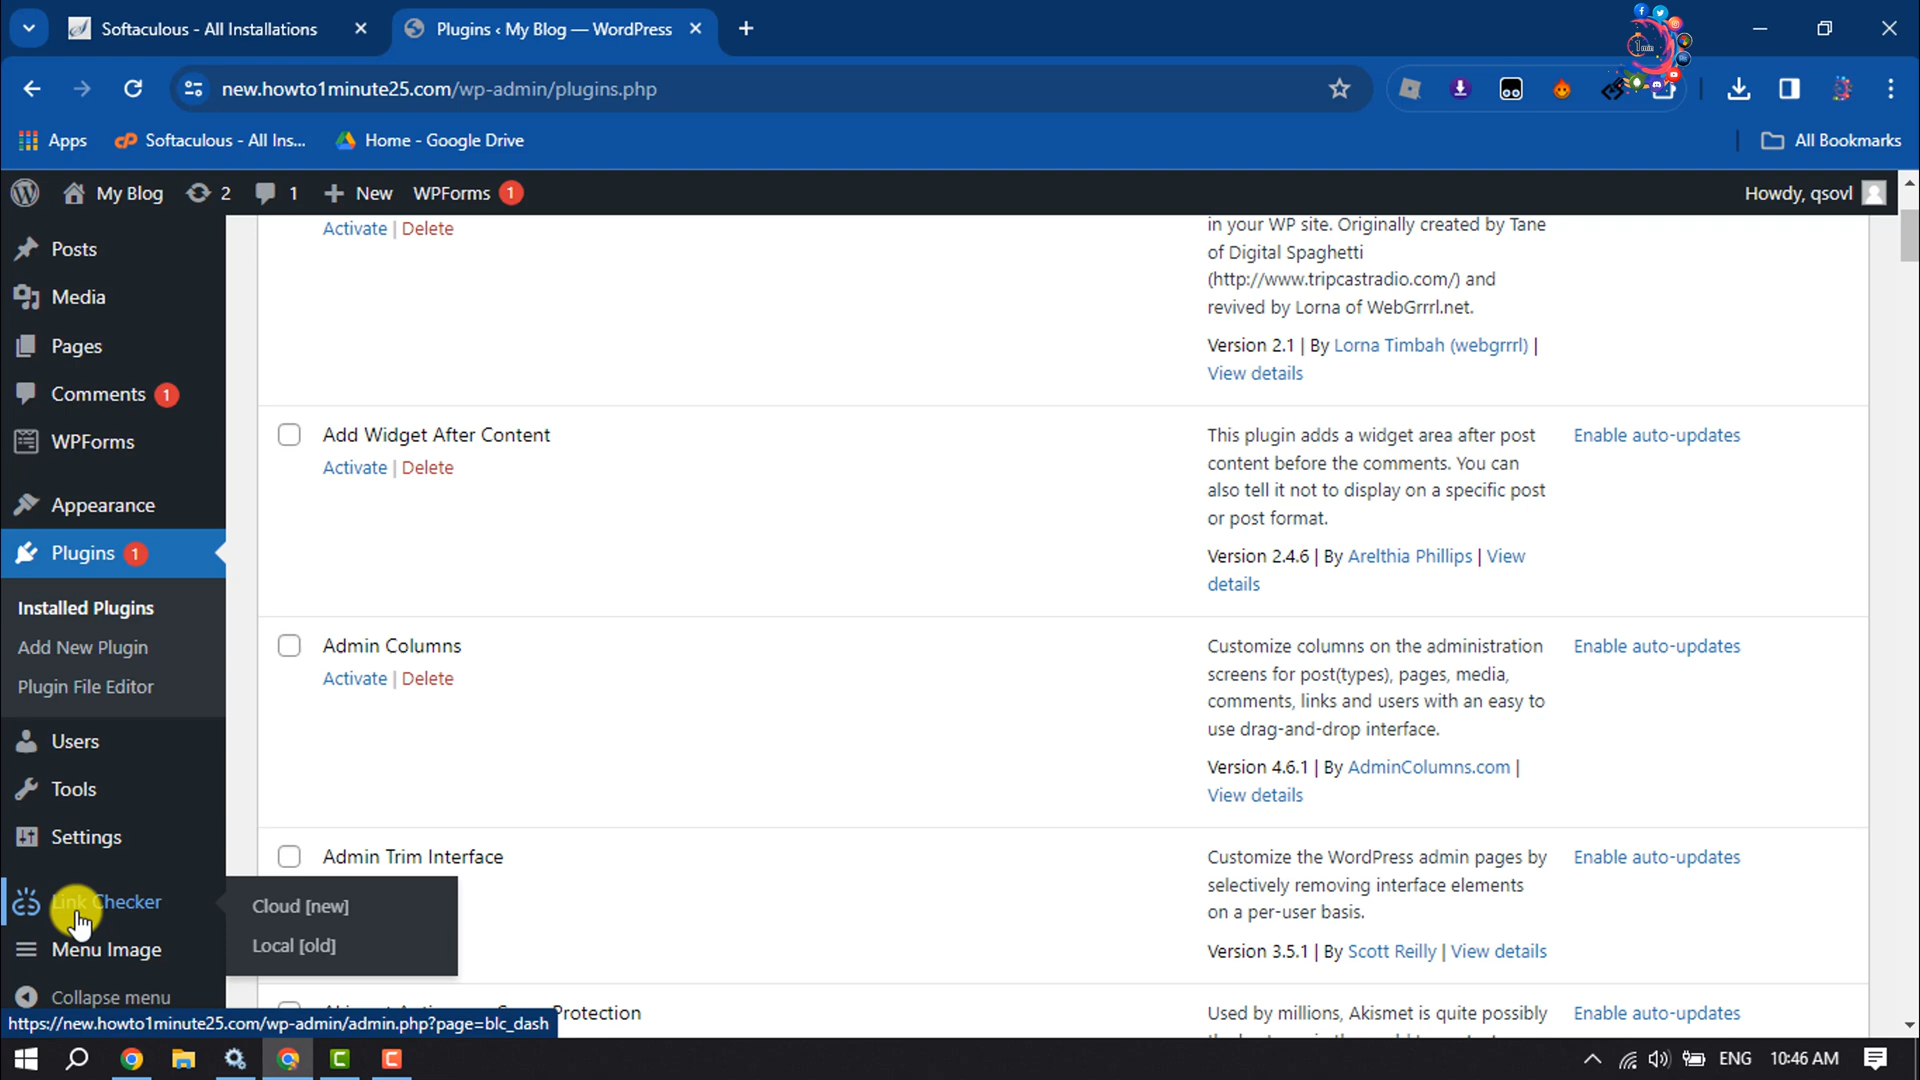 Softaculous - All Installations
Plugins ‹ My Blog — WordPress
new.howto1minute25.com/wp-admin/plugins.php
Apps
Softaculous - All Ins...
Home - Google Drive
All Bookmarks
My Blog
2
1
New
WPForms
1
Howdy, qsovl
Posts
Media
Pages
Comments
1
WPForms
Appearance
Plugins
1
Installed Plugins
Add New Plugin
Plugin File Editor
Users
Tools
Settings
Link Checker
Menu Image
Collapse menu
Cloud [new]
Local [old]
Activate | Delete
in your WP site. Originally created by Tane
of Digital Spaghetti
(http://www.tripcastradio.com/) and
revived by Lorna of WebGrrrl.net.
Version 2.1 | By Lorna Timbah (webgrrrl) |
View details
Add Widget After Content
Activate | Delete
This plugin adds a widget area after post
content before the comments. You can
also tell it not to display on a specific post
or post format.
Version 2.4.6 | By Arelthia Phillips | View
details
Enable auto-updates
Admin Columns
Activate | Delete
Customize columns on the administration
screens for post(types), pages, media,
comments, links and users with an easy to
use drag-and-drop interface.
Version 4.6.1 | By AdminColumns.com |
View details
Enable auto-updates
Admin Trim Interface
Customize the WordPress admin pages by
selectively removing interface elements
on a per-user basis.
Version 3.5.1 | By Scott Reilly | View details
Enable auto-updates
Protection
Used by millions, Akismet is quite possibly
Enable auto-updates
https://new.howto1minute25.com/wp-admin/admin.php?page=blc_dash
ENG
10:46 AM